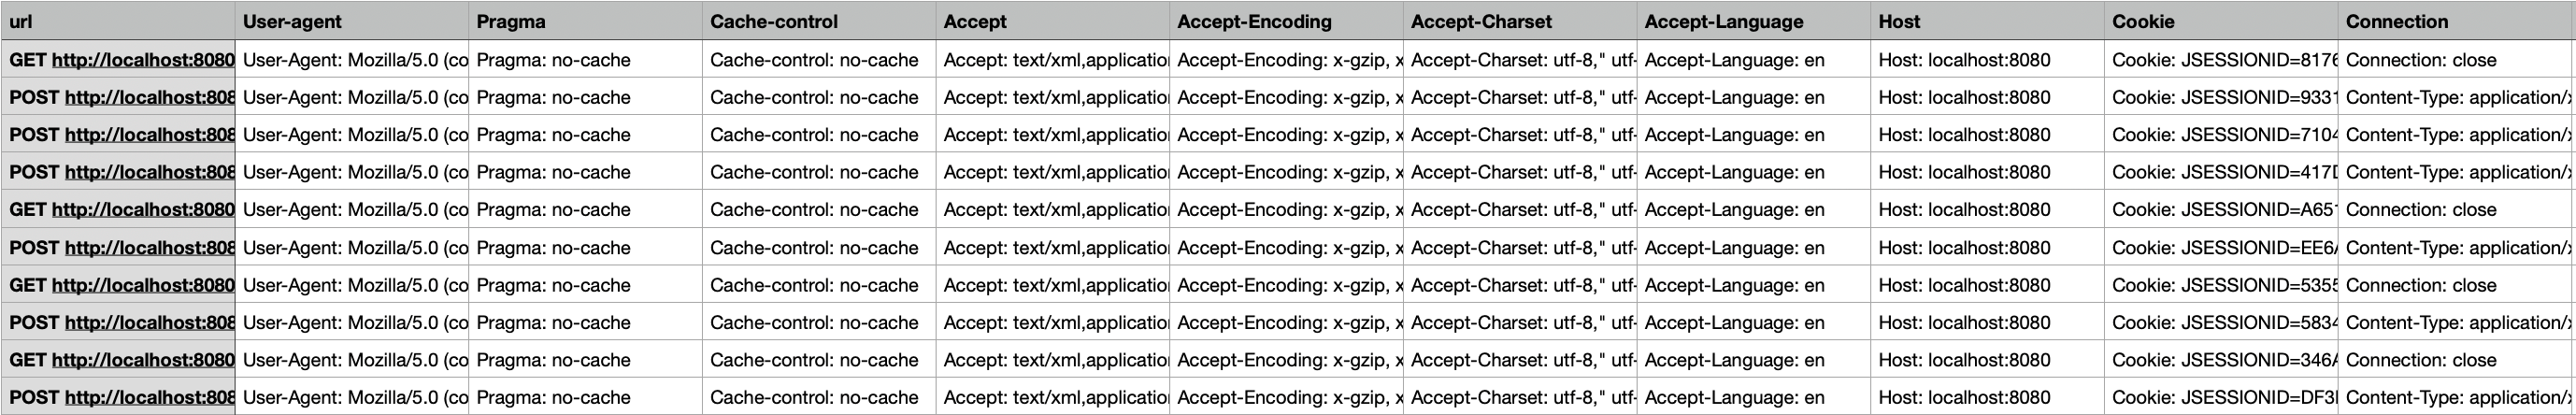 url User-agent Pragma Cache-control Accept Accept-Encoding Accept-Charset Accept-Language Host Cookie Connection
GET http://localhost:8080 User-Agent: Mozilla/5.0 (co Pragma: no-cache Cache-control: no-cache Accept: text/xml,applicatio Accept-Encoding: x-gzip, x Accept-Charset: utf-8," utf- Accept-Language: en Host: localhost:8080 Cookie: JSESSIONID=8176 Connection: close
POST http://localhost:808 User-Agent: Mozilla/5.0 (co Pragma: no-cache Cache-control: no-cache Accept: text/xml,applicatio Accept-Encoding: x-gzip, x Accept-Charset: utf-8," utf- Accept-Language: en Host: localhost:8080 Cookie: JSESSIONID=9331 Content-Type: application/x
POST http://localhost:808 User-Agent: Mozilla/5.0 (co Pragma: no-cache Cache-control: no-cache Accept: text/xml,applicatio Accept-Encoding: x-gzip, x Accept-Charset: utf-8," utf- Accept-Language: en Host: localhost:8080 Cookie: JSESSIONID=7104 Content-Type: application/x
POST http://localhost:808 User-Agent: Mozilla/5.0 (co Pragma: no-cache Cache-control: no-cache Accept: text/xml,applicatio Accept-Encoding: x-gzip, x Accept-Charset: utf-8," utf- Accept-Language: en Host: localhost:8080 Cookie: JSESSIONID=417D Content-Type: application/x
GET http://localhost:8080 User-Agent: Mozilla/5.0 (co Pragma: no-cache Cache-control: no-cache Accept: text/xml,applicatio Accept-Encoding: x-gzip, x Accept-Charset: utf-8," utf- Accept-Language: en Host: localhost:8080 Cookie: JSESSIONID=A651 Connection: close
POST http://localhost:808 User-Agent: Mozilla/5.0 (co Pragma: no-cache Cache-control: no-cache Accept: text/xml,applicatio Accept-Encoding: x-gzip, x Accept-Charset: utf-8," utf- Accept-Language: en Host: localhost:8080 Cookie: JSESSIONID=EE6A Content-Type: application/x
GET http://localhost:8080 User-Agent: Mozilla/5.0 (co Pragma: no-cache Cache-control: no-cache Accept: text/xml,applicatio Accept-Encoding: x-gzip, x Accept-Charset: utf-8," utf- Accept-Language: en Host: localhost:8080 Cookie: JSESSIONID=5355 Connection: close
POST http://localhost:808 User-Agent: Mozilla/5.0 (co Pragma: no-cache Cache-control: no-cache Accept: text/xml,applicatio Accept-Encoding: x-gzip, x Accept-Charset: utf-8," utf- Accept-Language: en Host: localhost:8080 Cookie: JSESSIONID=5834 Content-Type: application/x
GET http://localhost:8080 User-Agent: Mozilla/5.0 (co Pragma: no-cache Cache-control: no-cache Accept: text/xml,applicatio Accept-Encoding: x-gzip, x Accept-Charset: utf-8," utf- Accept-Language: en Host: localhost:8080 Cookie: JSESSIONID=346A Connection: close
POST http://localhost:808 User-Agent: Mozilla/5.0 (co Pragma: no-cache Cache-control: no-cache Accept: text/xml,applicatio Accept-Encoding: x-gzip, x Accept-Charset: utf-8," utf- Accept-Language: en Host: localhost:8080 Cookie: JSESSIONID=DF3 Content-Type: application/x